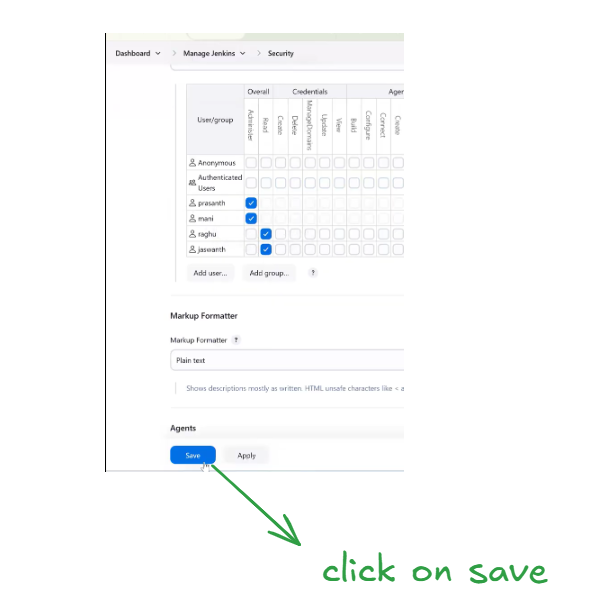 Dashboard > Manage Jenkins > Security
Overall Credentials Agen
User/group Administer Read Create Delete ManageDomains Update View Build Configure Connect Create
Anonymous
Authenticated
Users
prasanth
mani
raghu
jaswanth
Add user... Add group... ?
Markup Formatter
Markup Formatter ?
Plain text
Shows descriptions mostly as written. HTML unsafe characters like < a
Agents
Save Apply
click on save